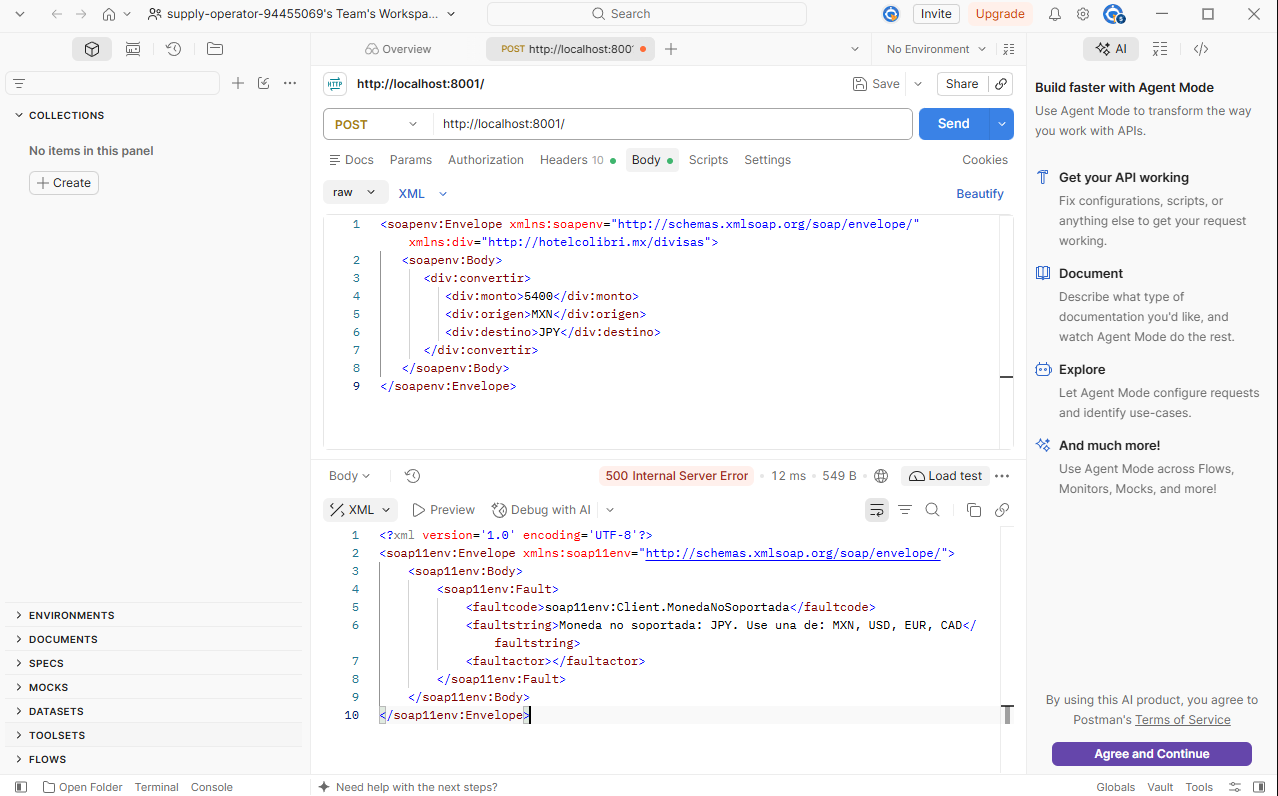 supply-operator-94455069's Team's Workspa...
Search
Invite
Upgrade
Overview
POST http://localhost:800
No Environment
AI
COLLECTIONS
No items in this panel
Create
http://localhost:8001/
Save
Share
POST
http://localhost:8001/
Send
Docs
Params
Authorization
Headers 10
Body
Scripts
Settings
Cookies
raw
XML
Beautify
1 <soapenv:Envelope xmlns:soapenv="http://schemas.xmlsoap.org/soap/envelope/"
xmlns:div="http://hotelcolibri.mx/divisas">
2 <soapenv:Body>
3 <div:convertir>
4 <div:monto>5400</div:monto>
5 <div:origen>MXN</div:origen>
6 <div:destino>JPY</div:destino>
7 </div:convertir>
8 </soapenv:Body>
9 </soapenv:Envelope>
Body
500 Internal Server Error
12 ms
549 B
Load test
XML
Preview
Debug with AI
1 <?xml version='1.0' encoding='UTF-8'?>
2 <soap11env:Envelope xmlns:soap11env="http://schemas.xmlsoap.org/soap/envelope/">
3 <soap11env:Body>
4 <soap11env:Fault>
5 <faultcode>soap11env:Client.MonedaNoSoportada</faultcode>
6 <faultstring>Moneda no soportada: JPY. Use una de: MXN, USD, EUR, CAD</
faultstring>
7 <faultactor></faultactor>
8 </soap11env:Fault>
9 </soap11env:Body>
10 </soap11env:Envelope>
ENVIRONMENTS
DOCUMENTS
SPECS
MOCKS
DATASETS
TOOLSETS
FLOWS
Build faster with Agent Mode
Use Agent Mode to transform the way
you work with APIs.
Get your API working
Fix configurations, scripts, or
anything else to get your request
working.
Document
Describe what type of
documentation you'd like, and
watch Agent Mode do the rest.
Explore
Let Agent Mode configure requests
and identify use-cases.
And much more!
Use Agent Mode across Flows,
Monitors, Mocks, and more!
By using this AI product, you agree to
Postman's Terms of Service
Agree and Continue
Open Folder
Terminal
Console
Need help with the next steps?
Globals
Vault
Tools